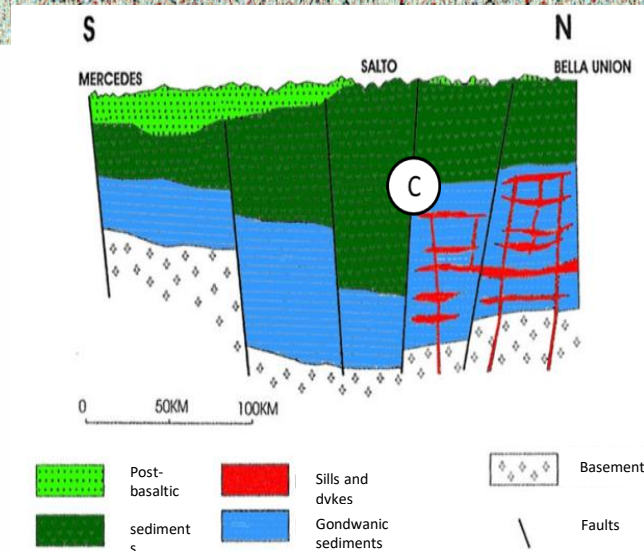 S N
MERCEDES SALTO BELLA UNION
C
0 50KM 100KM
Post-
basaltic
Sills and
dvkes
Basement
sediment
s
Gondwanic
sediments
Faults